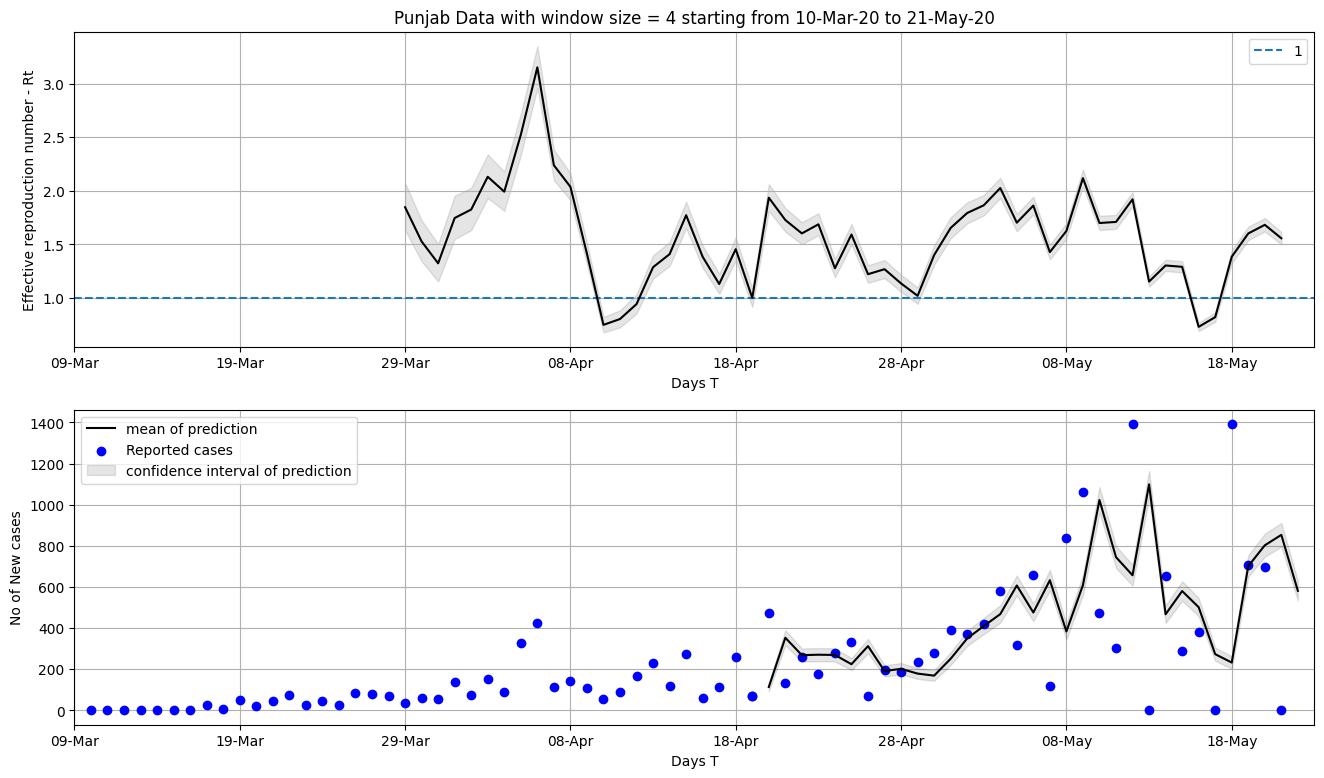 Punjab Data with window size = 4 starting from 10-Mar-20 to 21-May-20
1
Effective reproduction number - Rt
3.0
2.5
2.0
1.5
1.0
09-Mar 19-Mar 29-Mar 08-Apr 18-Apr 28-Apr 08-May 18-May
Days T
mean of prediction
Reported cases
confidence interval of prediction
No of New cases
1400
1200
1000
800
600
400
200
0
09-Mar 19-Mar 29-Mar 08-Apr 18-Apr 28-Apr 08-May 18-May
Days T